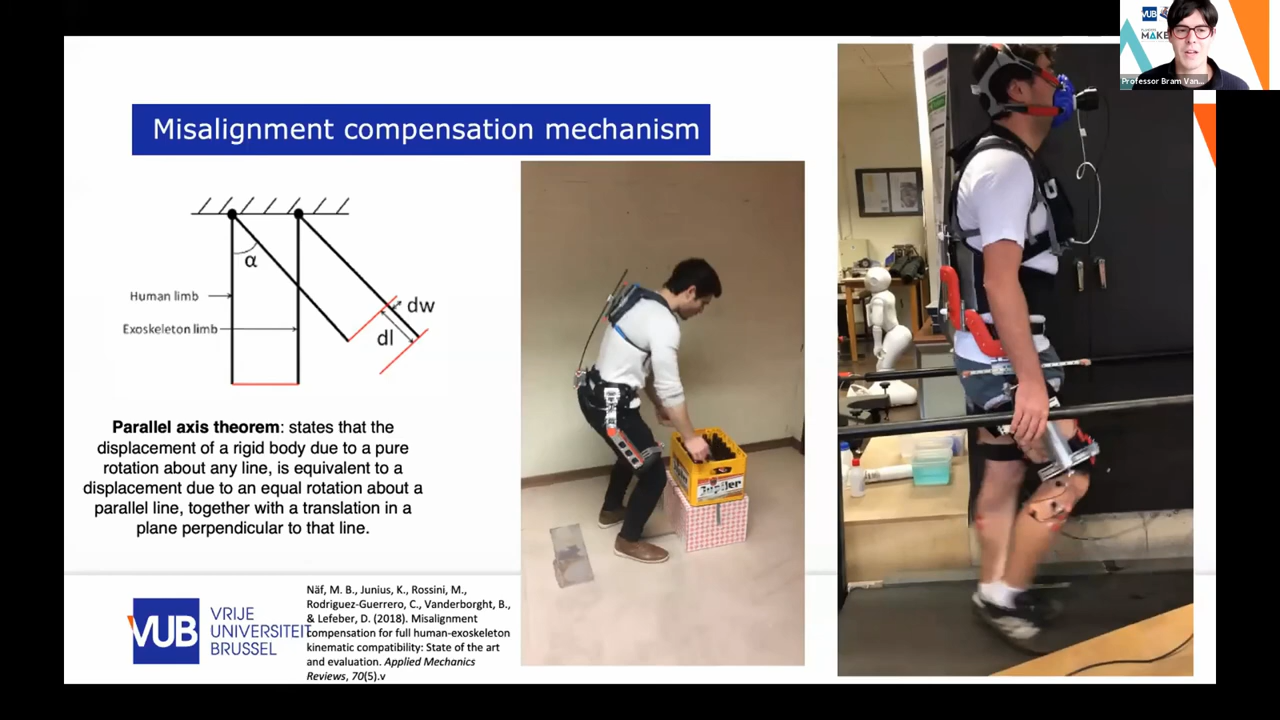 VUB
MAKE
Professor Bram Van...
Misalignment compensation mechanism
α
dw
dl
Human limb
Exoskeleton limb
Parallel axis theorem: states that the
displacement of a rigid body due to a pure
rotation about any line, is equivalent to a
displacement due to an equal rotation about a
parallel line, together with a translation in a
plane perpendicular to that line.
Jupiler
VUB
VRIJE
UNIVERSITEIT
BRUSSEL
Näf, M. B., Junius, K., Rossini, M.,
Rodriguez-Guerrero, C., Vanderborght, B.,
& Lefeber, D. (2018). Misalignment
compensation for full human-exoskeleton
kinematic compatibility: State of the art
and evaluation. Applied Mechanics
Reviews, 70(5).v